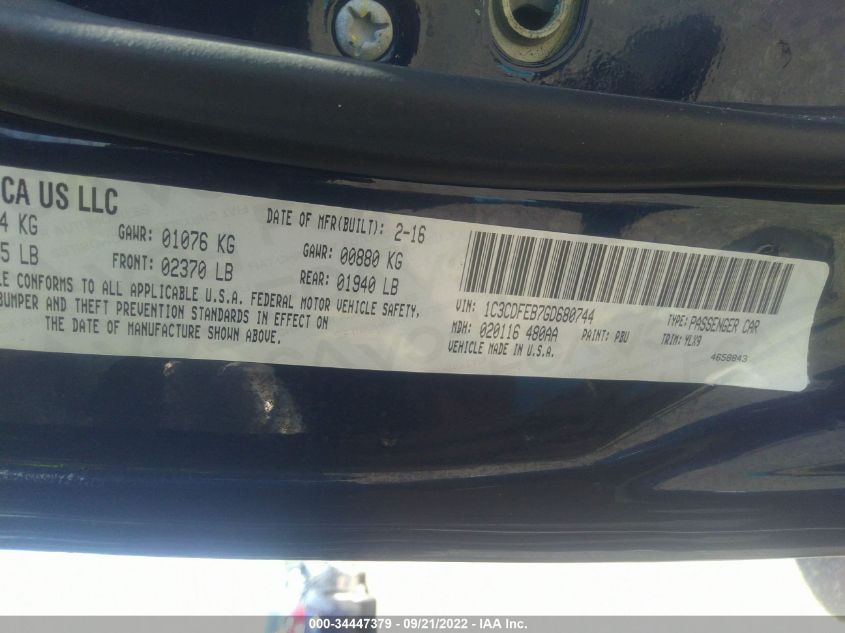 CA US LLC
4 KG GAWR: 01076 KG
5 LB FRONT: 02370 LB
DATE OF MFR(BUILT): 2-16
GAWR: 00880 KG
REAR: 01940 LB
LE CONFORMS TO ALL APPLICABLE U.S.A. FEDERAL MOTOR VEHICLE SAFETY,
BUMPER AND THEFT PREVENTION STANDARDS IN EFFECT ON
THE DATE OF MANUFACTURE SHOWN ABOVE.
VIN: 1C3CDFEB7GD680744
TYPE: PASSENGER CAR
MDH: 020116 480AA PAINT: PBU TRIM: YLX9
VEHICLE MADE IN U.S.A.
4658843
000-34447379 - 09/21/2022 - IAA Inc.